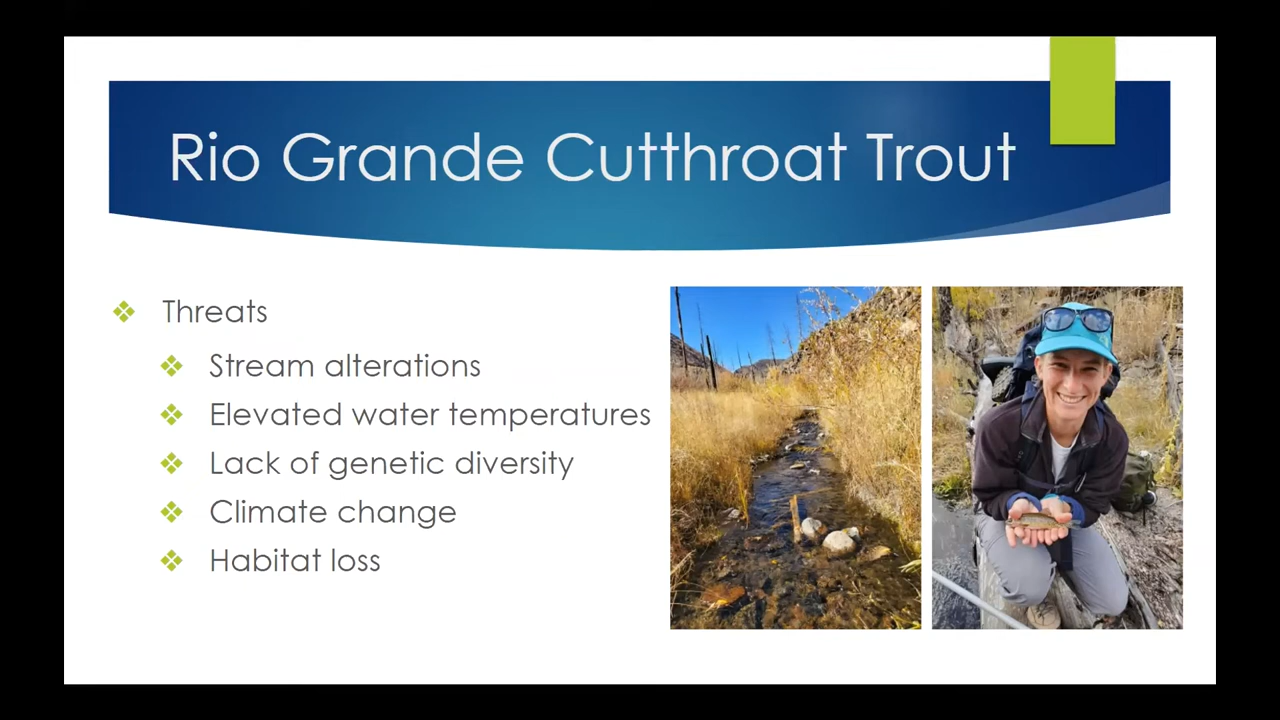 Rio Grande Cutthroat Trout
Threats
Stream alterations
Elevated water temperatures
Lack of genetic diversity
Climate change
Habitat loss